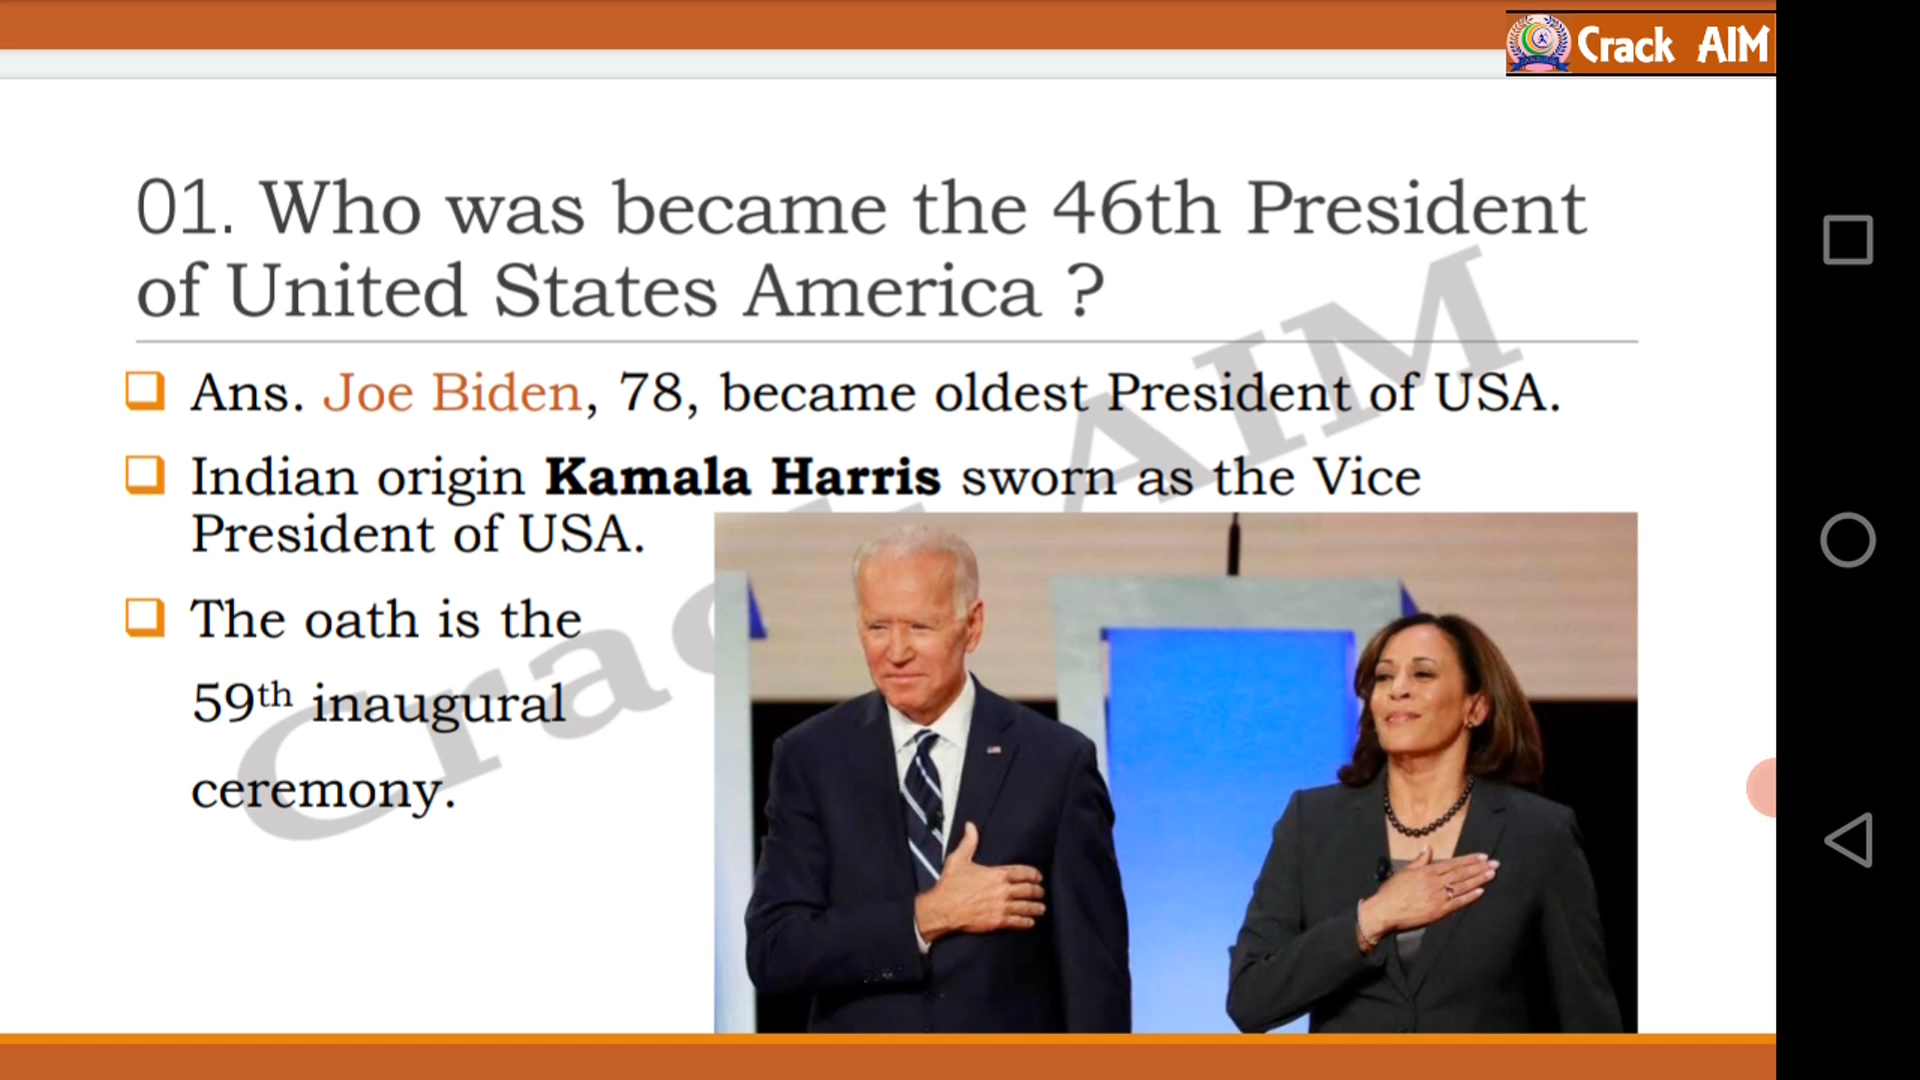 Crack AIM
01. Who was became the 46th President
of United States America ?
Ans. Joe Biden, 78, became oldest President of USA.
Indian origin Kamala Harris sworn as the Vice
President of USA.
The oath is the
59th inaugural
ceremony.
Crack AIM